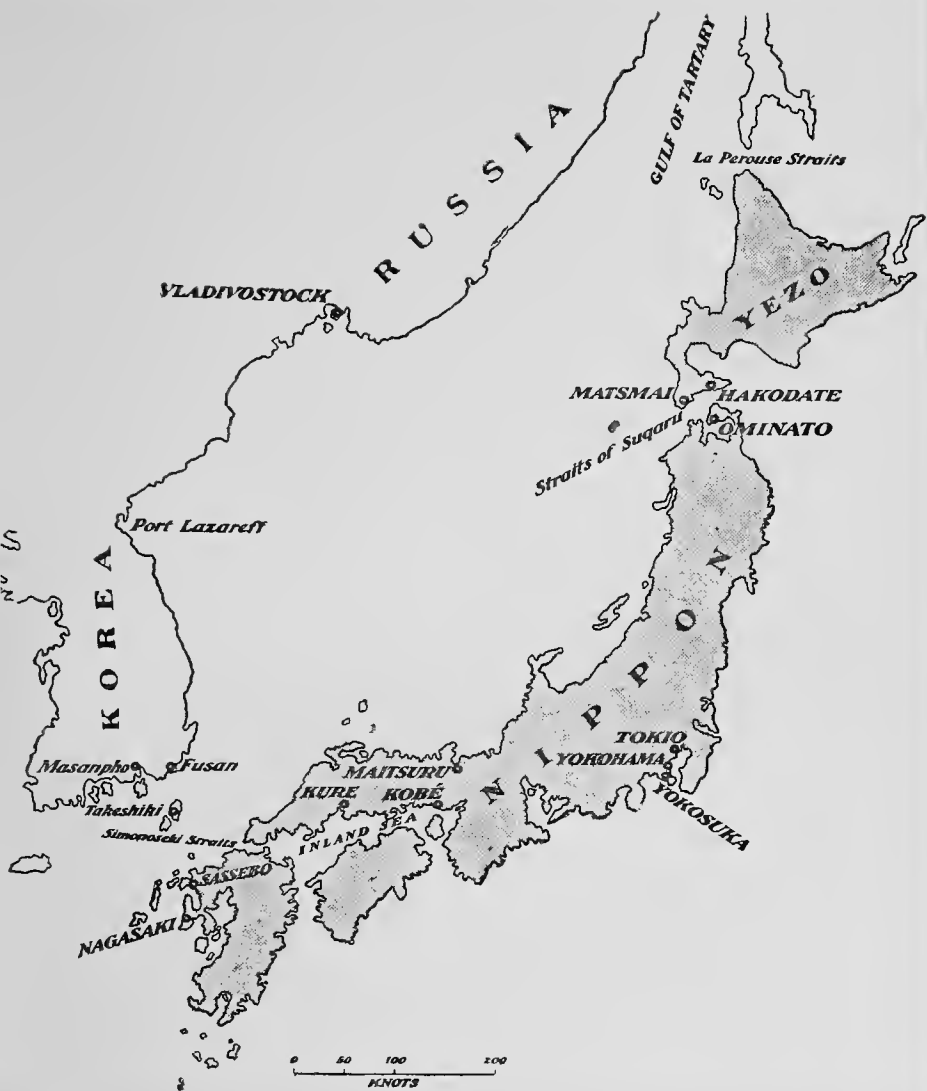 GULF OF TARTARY
La Perouse Straits
RUSSIA
VLADIVOSTOCK
YEZO
MATSMAI
HAKODATE
Straits of Sugaru
OMINATO
Port Lazareff
KOREA
NIPPON
TOKIO
YOKOHAMA
YOKOSUKA
Masanpho
Fusan
MAITSURU
Takeshiki
KURE
KOBÉ
Simonoseki Straits
INLAND SEA
SASSEBO
NAGASAKI
0 50 100 200
KNOTS